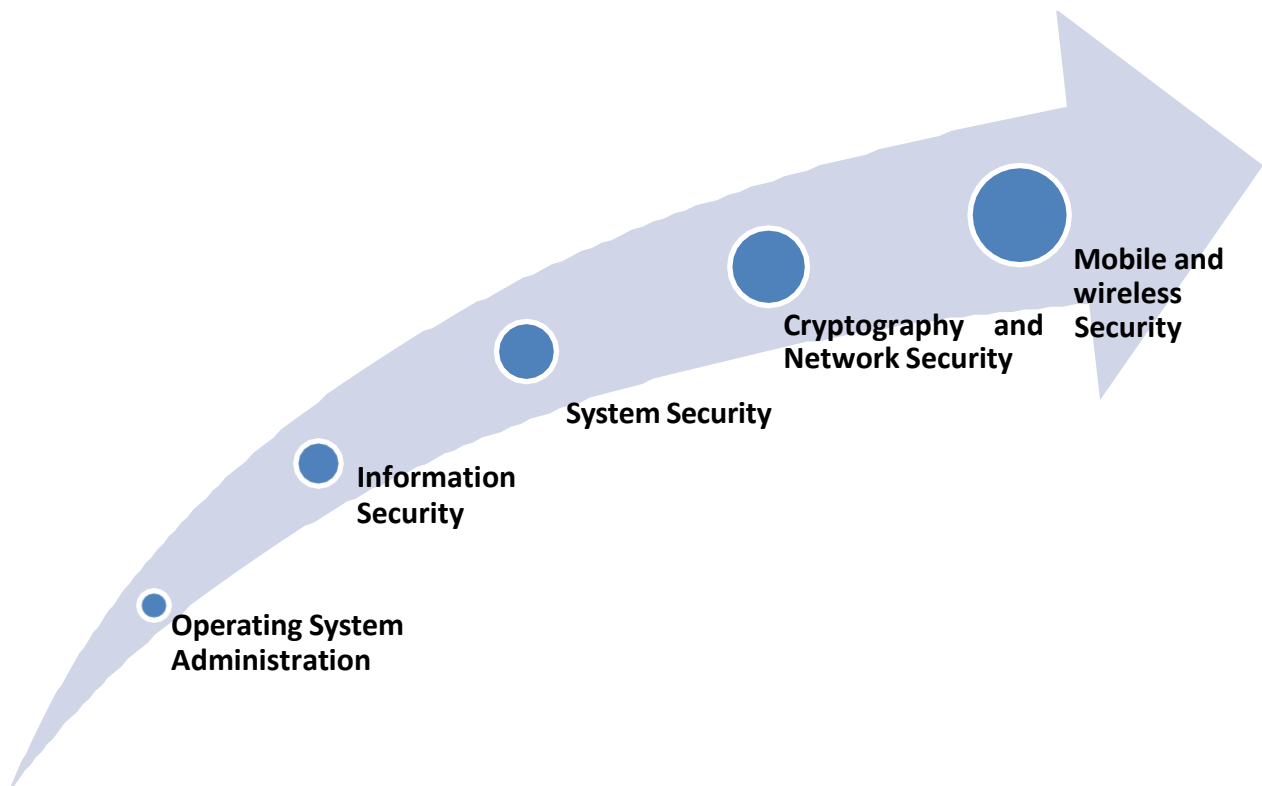 Mobile and
wireless
Security
Cryptography and
Network Security
System Security
Information
Security
Operating System
Administration